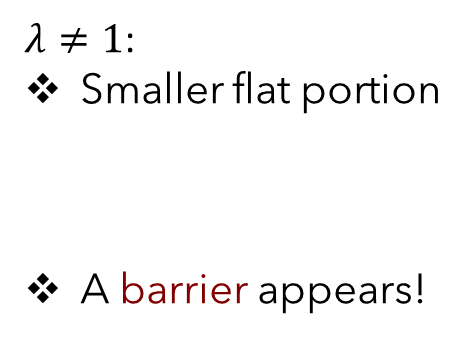 λ ≠ 1:
❖ Smaller flat portion
❖ A barrier appears!